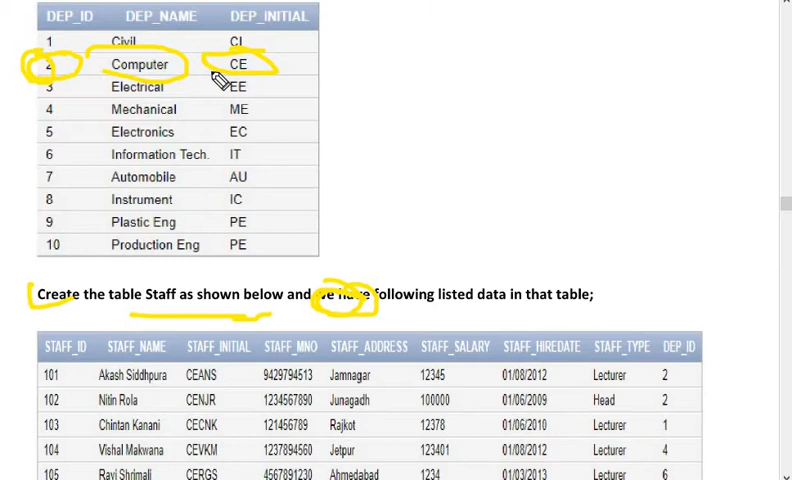 DEP_ID DEP_NAME DEP_INITIAL
1 Civil CI
2 Computer CE
3 Electrical EE
4 Mechanical ME
5 Electronics EC
6 Information Tech. IT
7 Automobile AU
8 Instrument IC
9 Plastic Eng PE
10 Production Eng PE
Create the table Staff as shown below and we have following listed data in that table;
STAFF_ID STAFF_NAME STAFF_INITIAL STAFF_MNO STAFF_ADDRESS STAFF_SALARY STAFF_HIREDATE STAFF_TYPE DEP_ID
101 Akash Siddhpura CEANS 9429794513 Jamnagar 12345 01/08/2012 Lecturer 2
102 Nitin Rola CENJR 1234567890 Junagadh 100000 01/06/2009 Head 2
103 Chintan Kanani CECNK 121456789 Rajkot 12378 01/06/2010 Lecturer 1
104 Vishal Makwana CEVKM 1237894560 Jetpur 123401 01/08/2012 Lecturer 4
105 Ravi Shrimali CERGS 4567891230 Ahmedabad 1234 01/03/2013 Lecturer 6